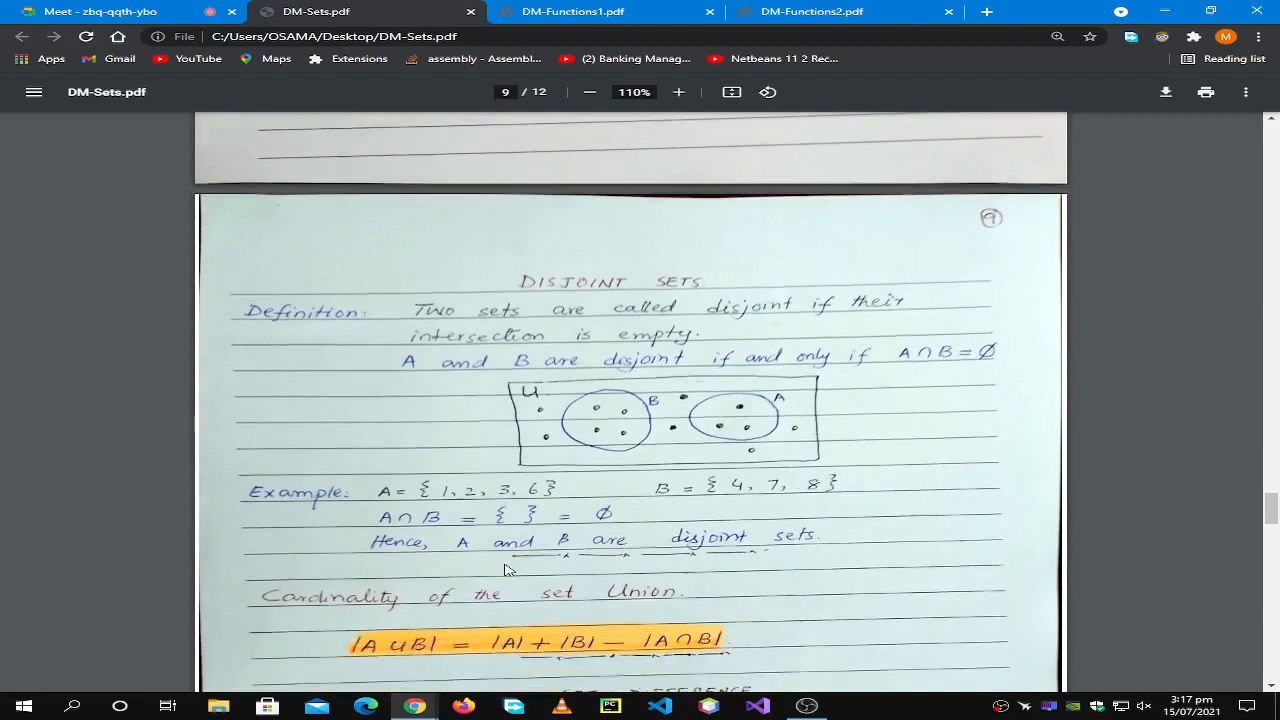 Meet - zbq-qqth-ybo
DM-Sets.pdf
DM-Functions1.pdf
DM-Functions2.pdf
File C:/Users/OSAMA/Desktop/DM-Sets.pdf
M
Apps
Gmail
YouTube
Maps
Extensions
assembly - Assembl...
(2) Banking Manag...
Netbeans 11 2 Rec...
Reading list
DM-Sets.pdf
9 / 12
110%
9
DISJOINT SETS.
Definition: Two sets are called disjoint if their
intersection is empty.
A and B are disjoint if and only if A ∩ B = ∅
U B A
Example: A = { 1, 2, 3, 6 } B = { 4, 7, 8 }
A ∩ B = { } = ∅
Hence, A and B are disjoint sets.
Cardinality of the set Union.
|A ∪ B| = |A| + |B| − |A ∩ B|
DIFFERENCE
3:17 pm
15/07/2021